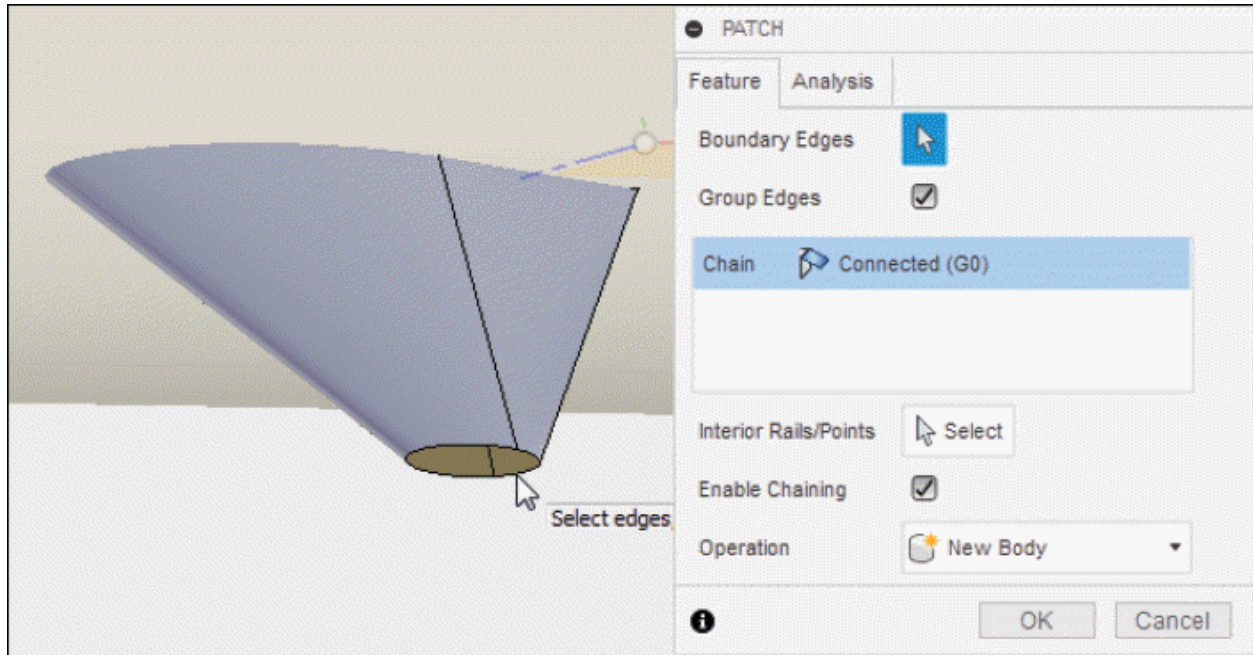 PATCH
Feature Analysis
Boundary Edges
Group Edges
Chain Connected (G0)
Interior Rails/Points Select
Enable Chaining
Select edges
Operation New Body
OK Cancel